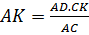 AK = AD.CK / AC